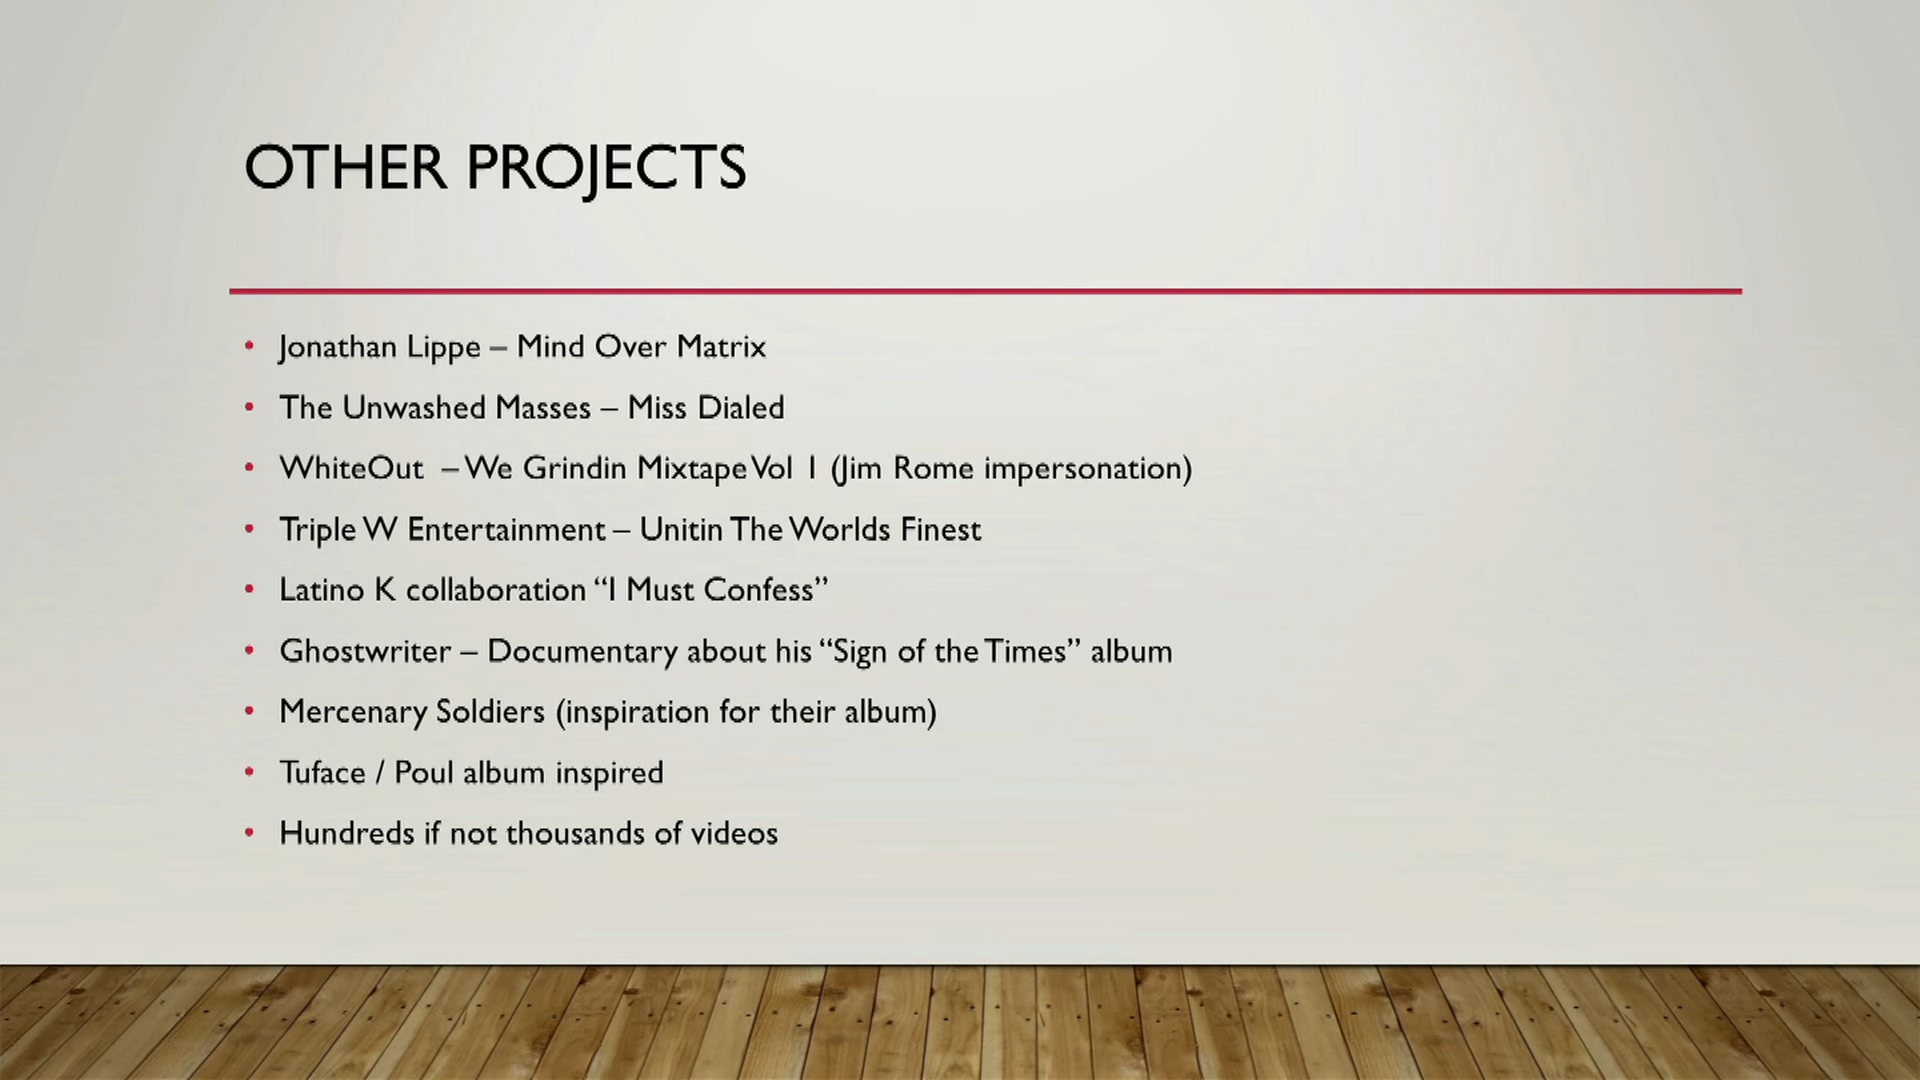 OTHER PROJECTS
• Jonathan Lippe – Mind Over Matrix
• The Unwashed Masses – Miss Dialed
• WhiteOut – We Grindin Mixtape Vol 1 (Jim Rome impersonation)
• Triple W Entertainment – Unitin The Worlds Finest
• Latino K collaboration “I Must Confess”
• Ghostwriter – Documentary about his “Sign of the Times” album
• Mercenary Soldiers (inspiration for their album)
• Tuface / Poul album inspired
• Hundreds if not thousands of videos